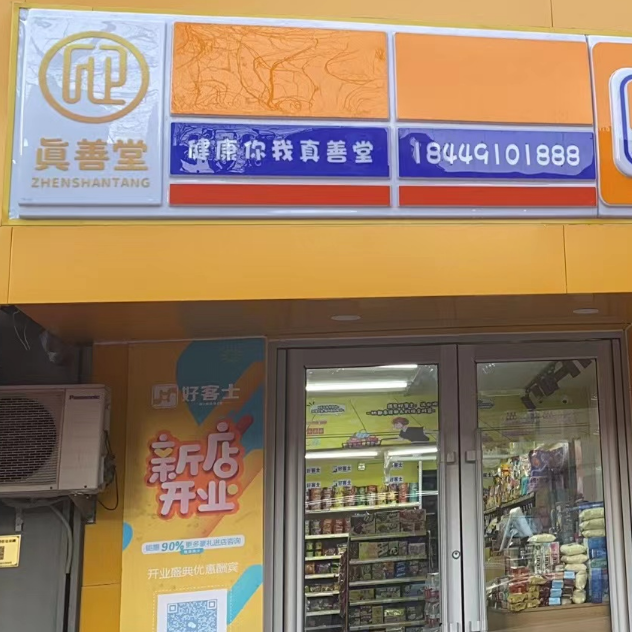 眞善堂
ZHENSHANTANG
健康你我真善堂
18449101888
Panasonic
好客士
新店
开业
开业盛典优惠酬宾